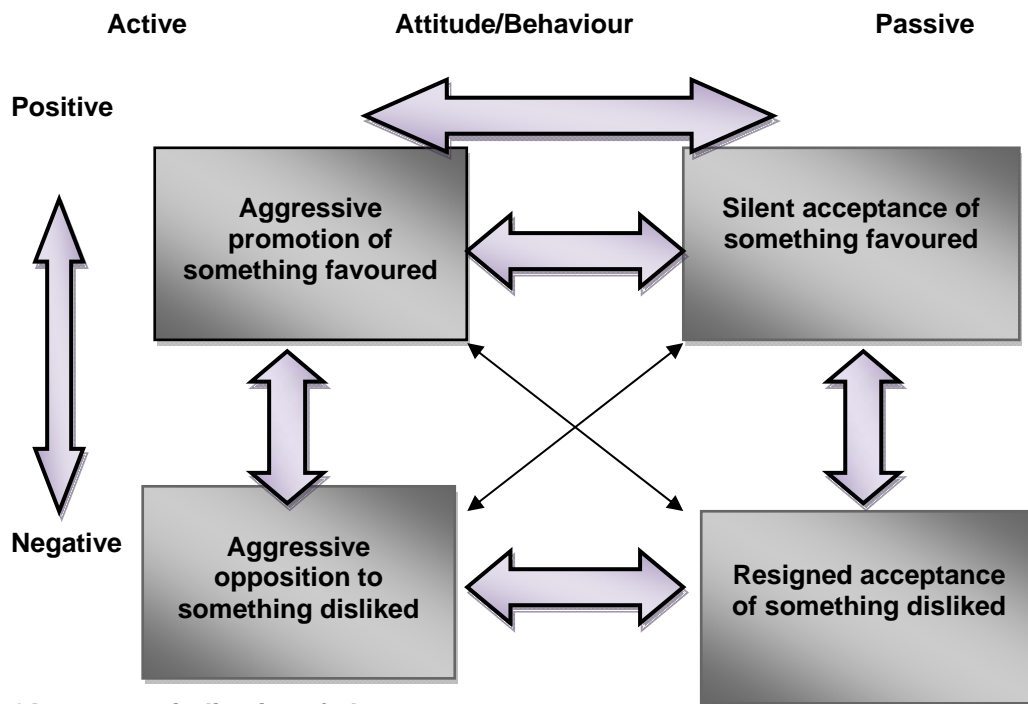 Active Attitude/Behaviour Passive
Positive
Aggressive
promotion of
something favoured
Silent acceptance of
something favoured
Negative
Aggressive
opposition to
something disliked
Resigned acceptance
of something disliked